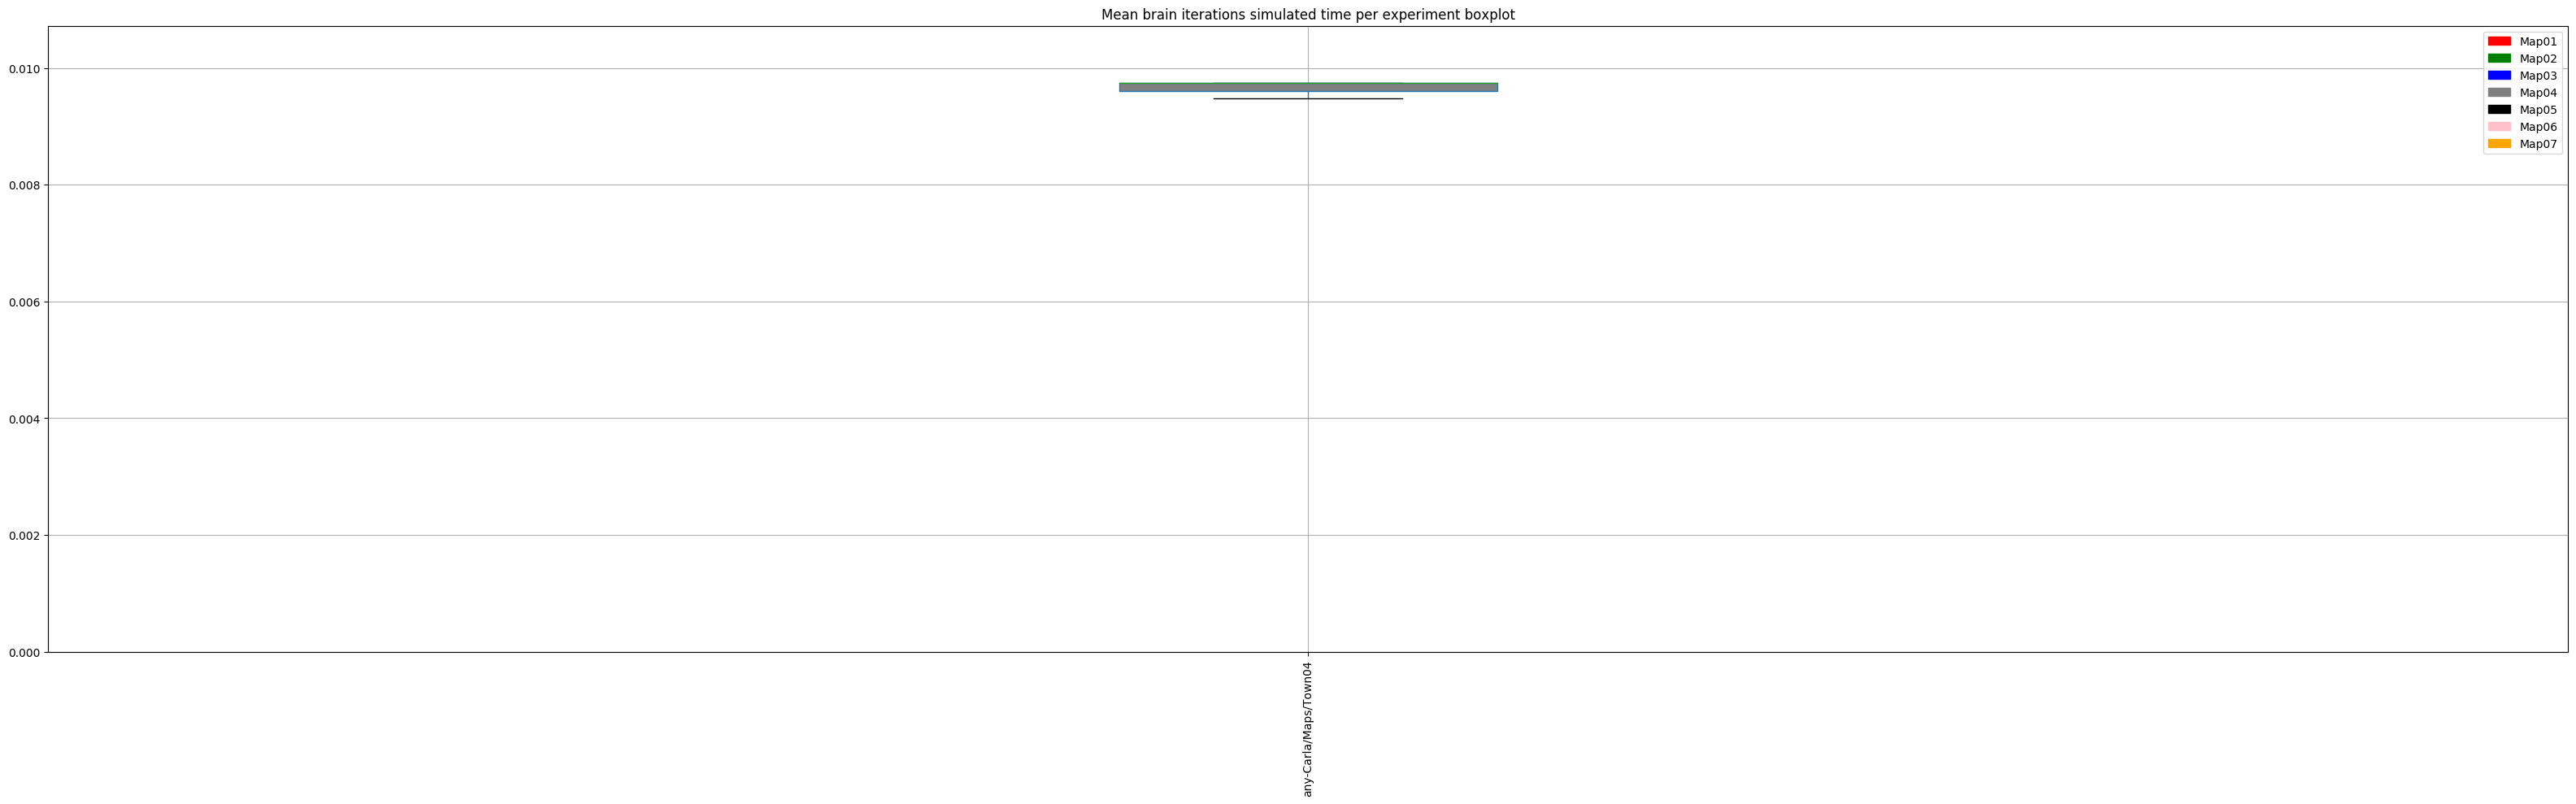 Mean brain iterations simulated time per experiment boxplot
0.010
0.008
0.006
0.004
0.002
0.000
Map01
Map02
Map03
Map04
Map05
Map06
Map07
any-Carla/Maps/Town04